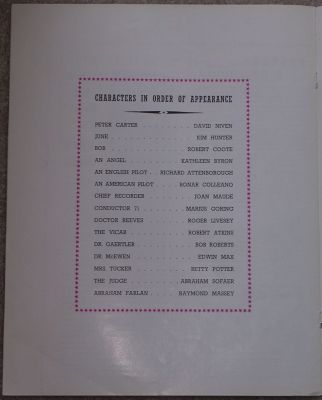 CHARACTERS IN ORDER OF APPEARANCE
PETER CARTER . . . . . . . . . DAVID NIVEN
JUNE . . . . . . . . . . . . . . . KIM HUNTER
BOB . . . . . . . . . . . . . . ROBERT COOTE
AN ANGEL . . . . . . . . . KATHLEEN BYRON
AN ENGLISH PILOT . . RICHARD ATTENBOROUGH
AN AMERICAN PILOT . . . . BONAR COLLEANO
CHIEF RECORDER . . . . . . . . JOAN MAUDE
CONDUCTOR 71 . . . . . . . MARIUS GORING
DOCTOR REEVES . . . . . . . ROGER LIVESEY
THE VICAR . . . . . . . . . . ROBERT ATKINS
DR. GAERTLER . . . . . . . . . BOB ROBERTS
DR. McEWEN . . . . . . . . . . EDWIN MAX
MRS. TUCKER . . . . . . . . . BETTY POTTER
THE JUDGE . . . . . . . . ABRAHAM SOFAER
ABRAHAM FARLAN . . . . . RAYMOND MASSEY